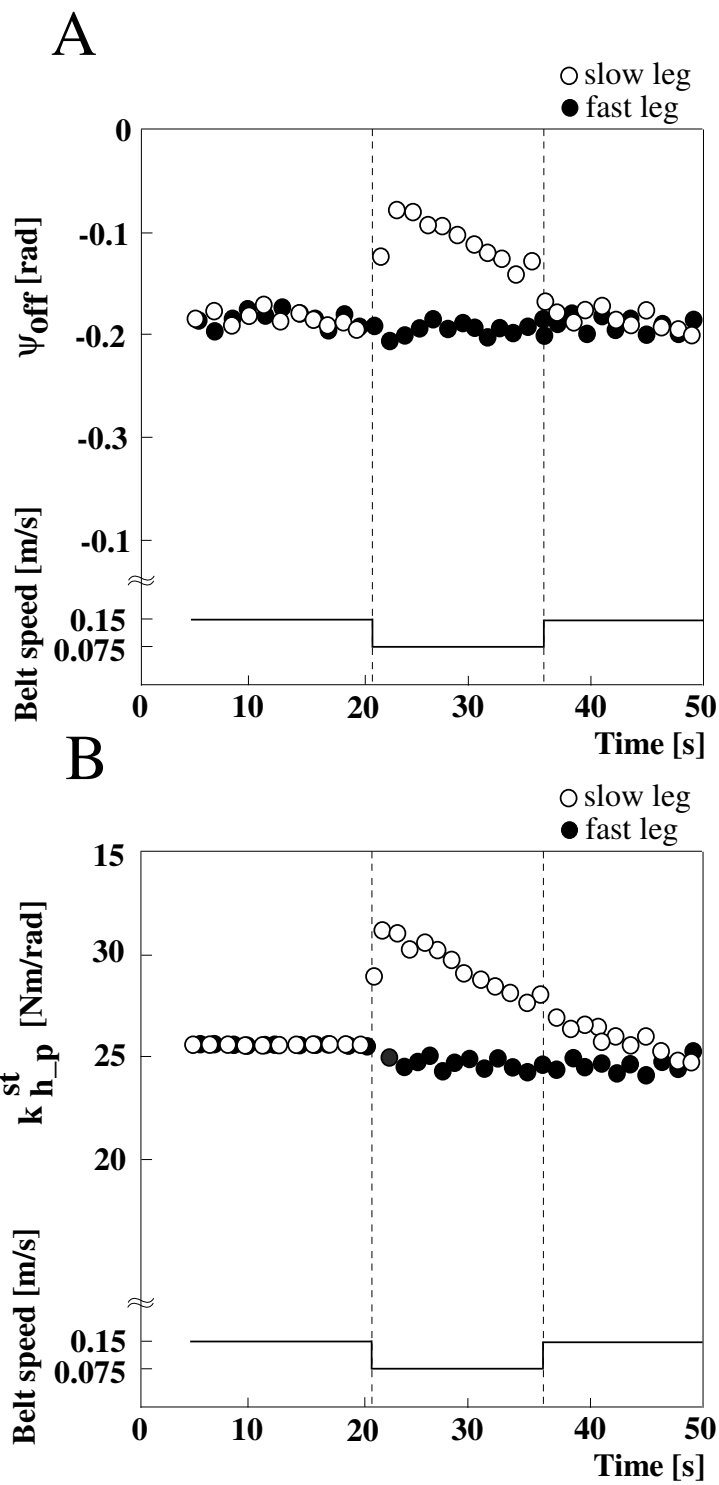 A
slow leg
fast leg
0
-0.1
-0.2
-0.3
-0.1
ψoff [rad]
0.15
0.075
Belt speed [m/s]
0 10 20 30 40 50
Time [s]
B
slow leg
fast leg
15
30
25
20
k st h_p [Nm/rad]
0.15
0.075
Belt speed [m/s]
0 10 20 30 40 50
Time [s]